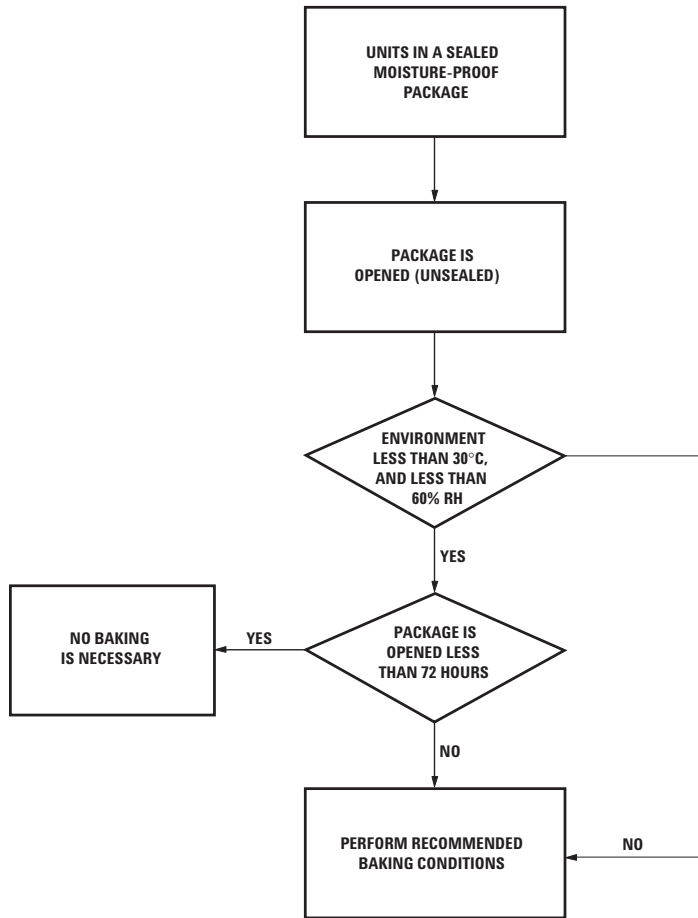 UNITS IN A SEALED
MOISTURE-PROOF
PACKAGE
PACKAGE IS
OPENED (UNSEALED)
ENVIRONMENT
LESS THAN 30°C,
AND LESS THAN
60% RH
YES
NO BAKING
IS NECESSARY
YES
PACKAGE IS
OPENED LESS
THAN 72 HOURS
NO
PERFORM RECOMMENDED
BAKING CONDITIONS
NO